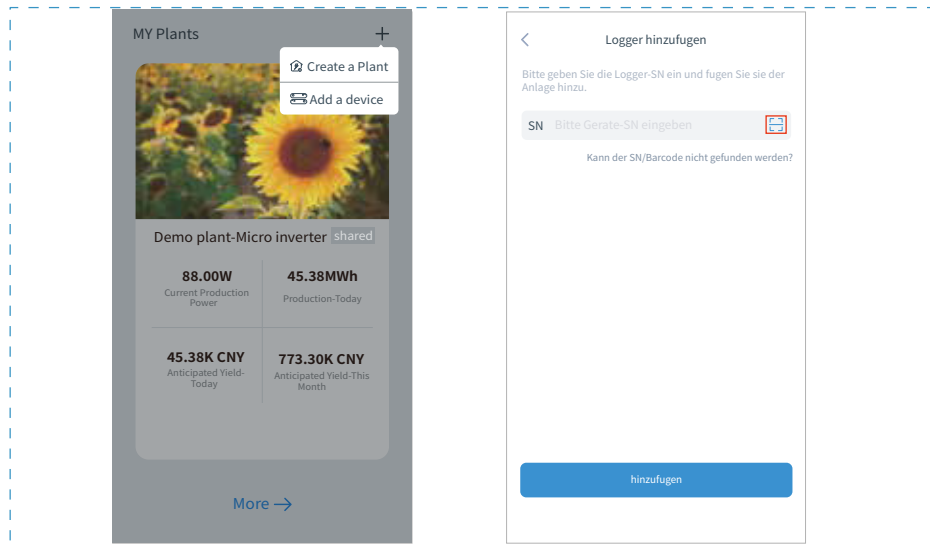 MY Plants
Create a Plant
Add a device
Demo plant-Micro inverter shared
88.00W
Current Production
Power
45.38MWh
Production-Today
45.38K CNY
Anticipated Yield-
Today
773.30K CNY
Anticipated Yield-This
Month
More
Logger hinzufugen
Bitte geben Sie die Logger-SN ein und fugen Sie sie der
Anlage hinzu.
SN Bitte Gerate-SN eingeben
Kann der SN/Barcode nicht gefunden werden?
hinzufugen